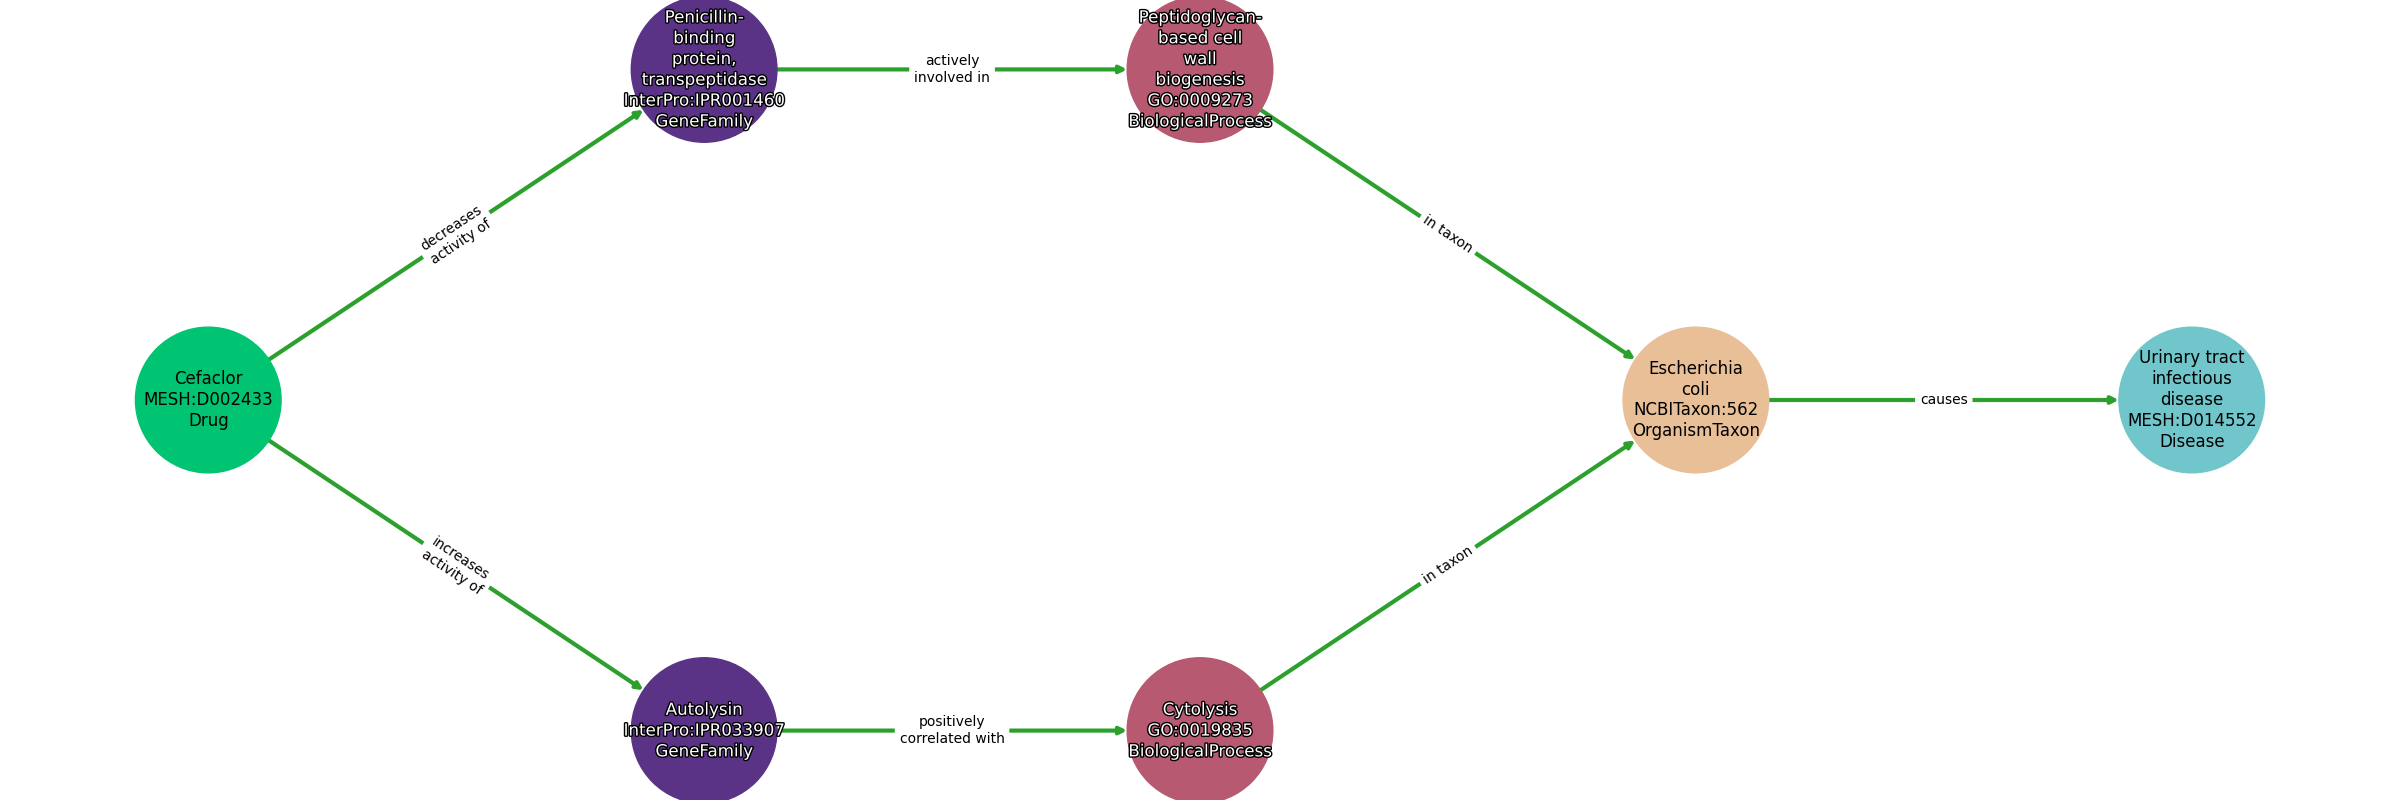 Penicillin-
binding
protein,
transpeptidase
InterPro:IPR001460
GeneFamily
actively
involved in
Peptidoglycan-
based cell
wall
biogenesis
GO:0009273
BiologicalProcess
decreases
activity of
in taxon
Cefaclor
MESH:D002433
Drug
Escherichia
coli
NCBITaxon:562
OrganismTaxon
causes
Urinary tract
infectious
disease
MESH:D014552
Disease
increases
activity of
in taxon
Autolysin
InterPro:IPR033907
GeneFamily
positively
correlated with
Cytolysis
GO:0019835
BiologicalProcess